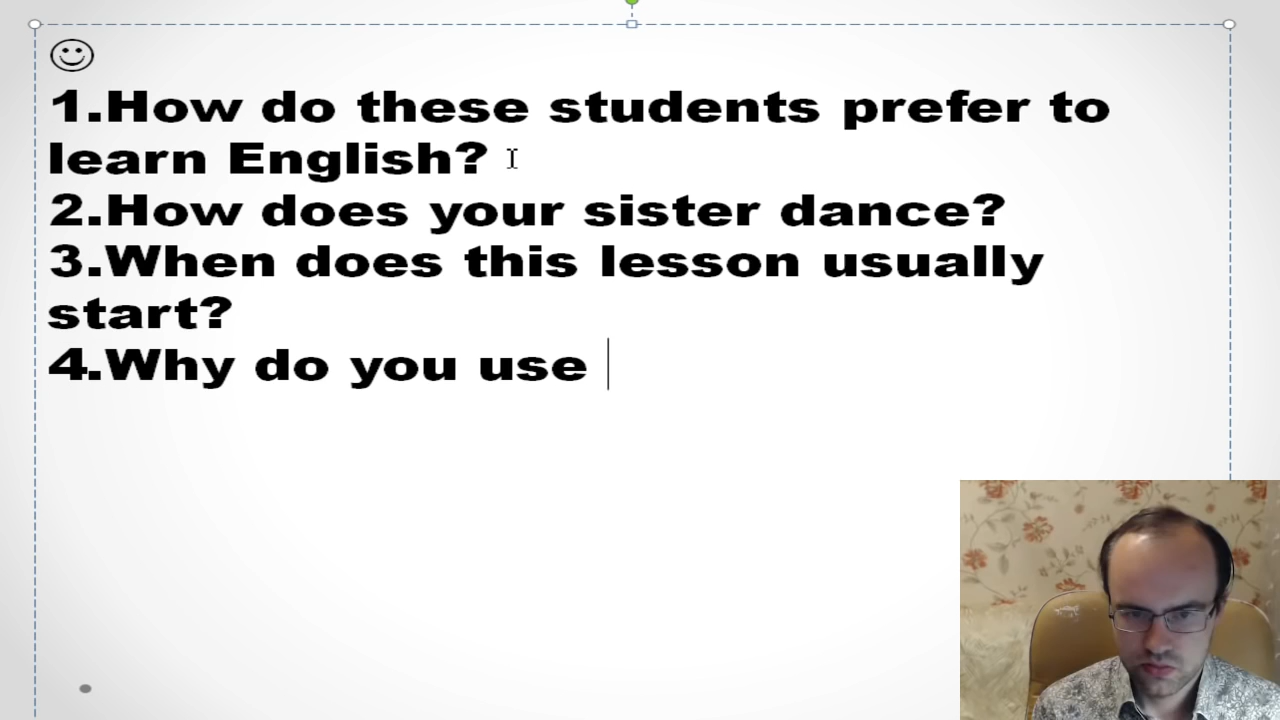 1.How do these students prefer to
learn English?
2.How does your sister dance?
3.When does this lesson usually
start?
4.Why do you use